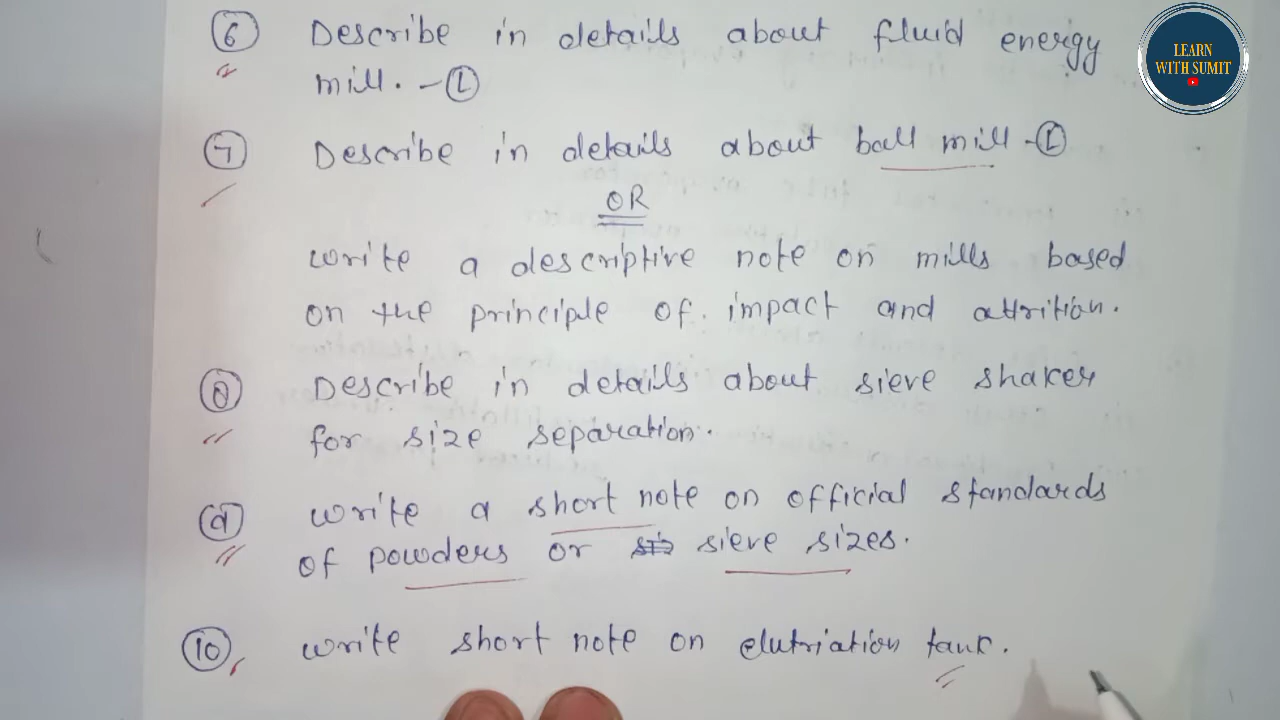 LEARN
WITH SUMIT
6 Describe in details about fluid energy
mill. - L
7 Describe in details about ball mill - L
OR
write a descriptive note on mills based
on the principle of impact and attrition.
8 Describe in details about sieve shaker
for size separation.
9 write a short note on official standards
of powders or sieve sizes.
10 write short note on elutriation tank.